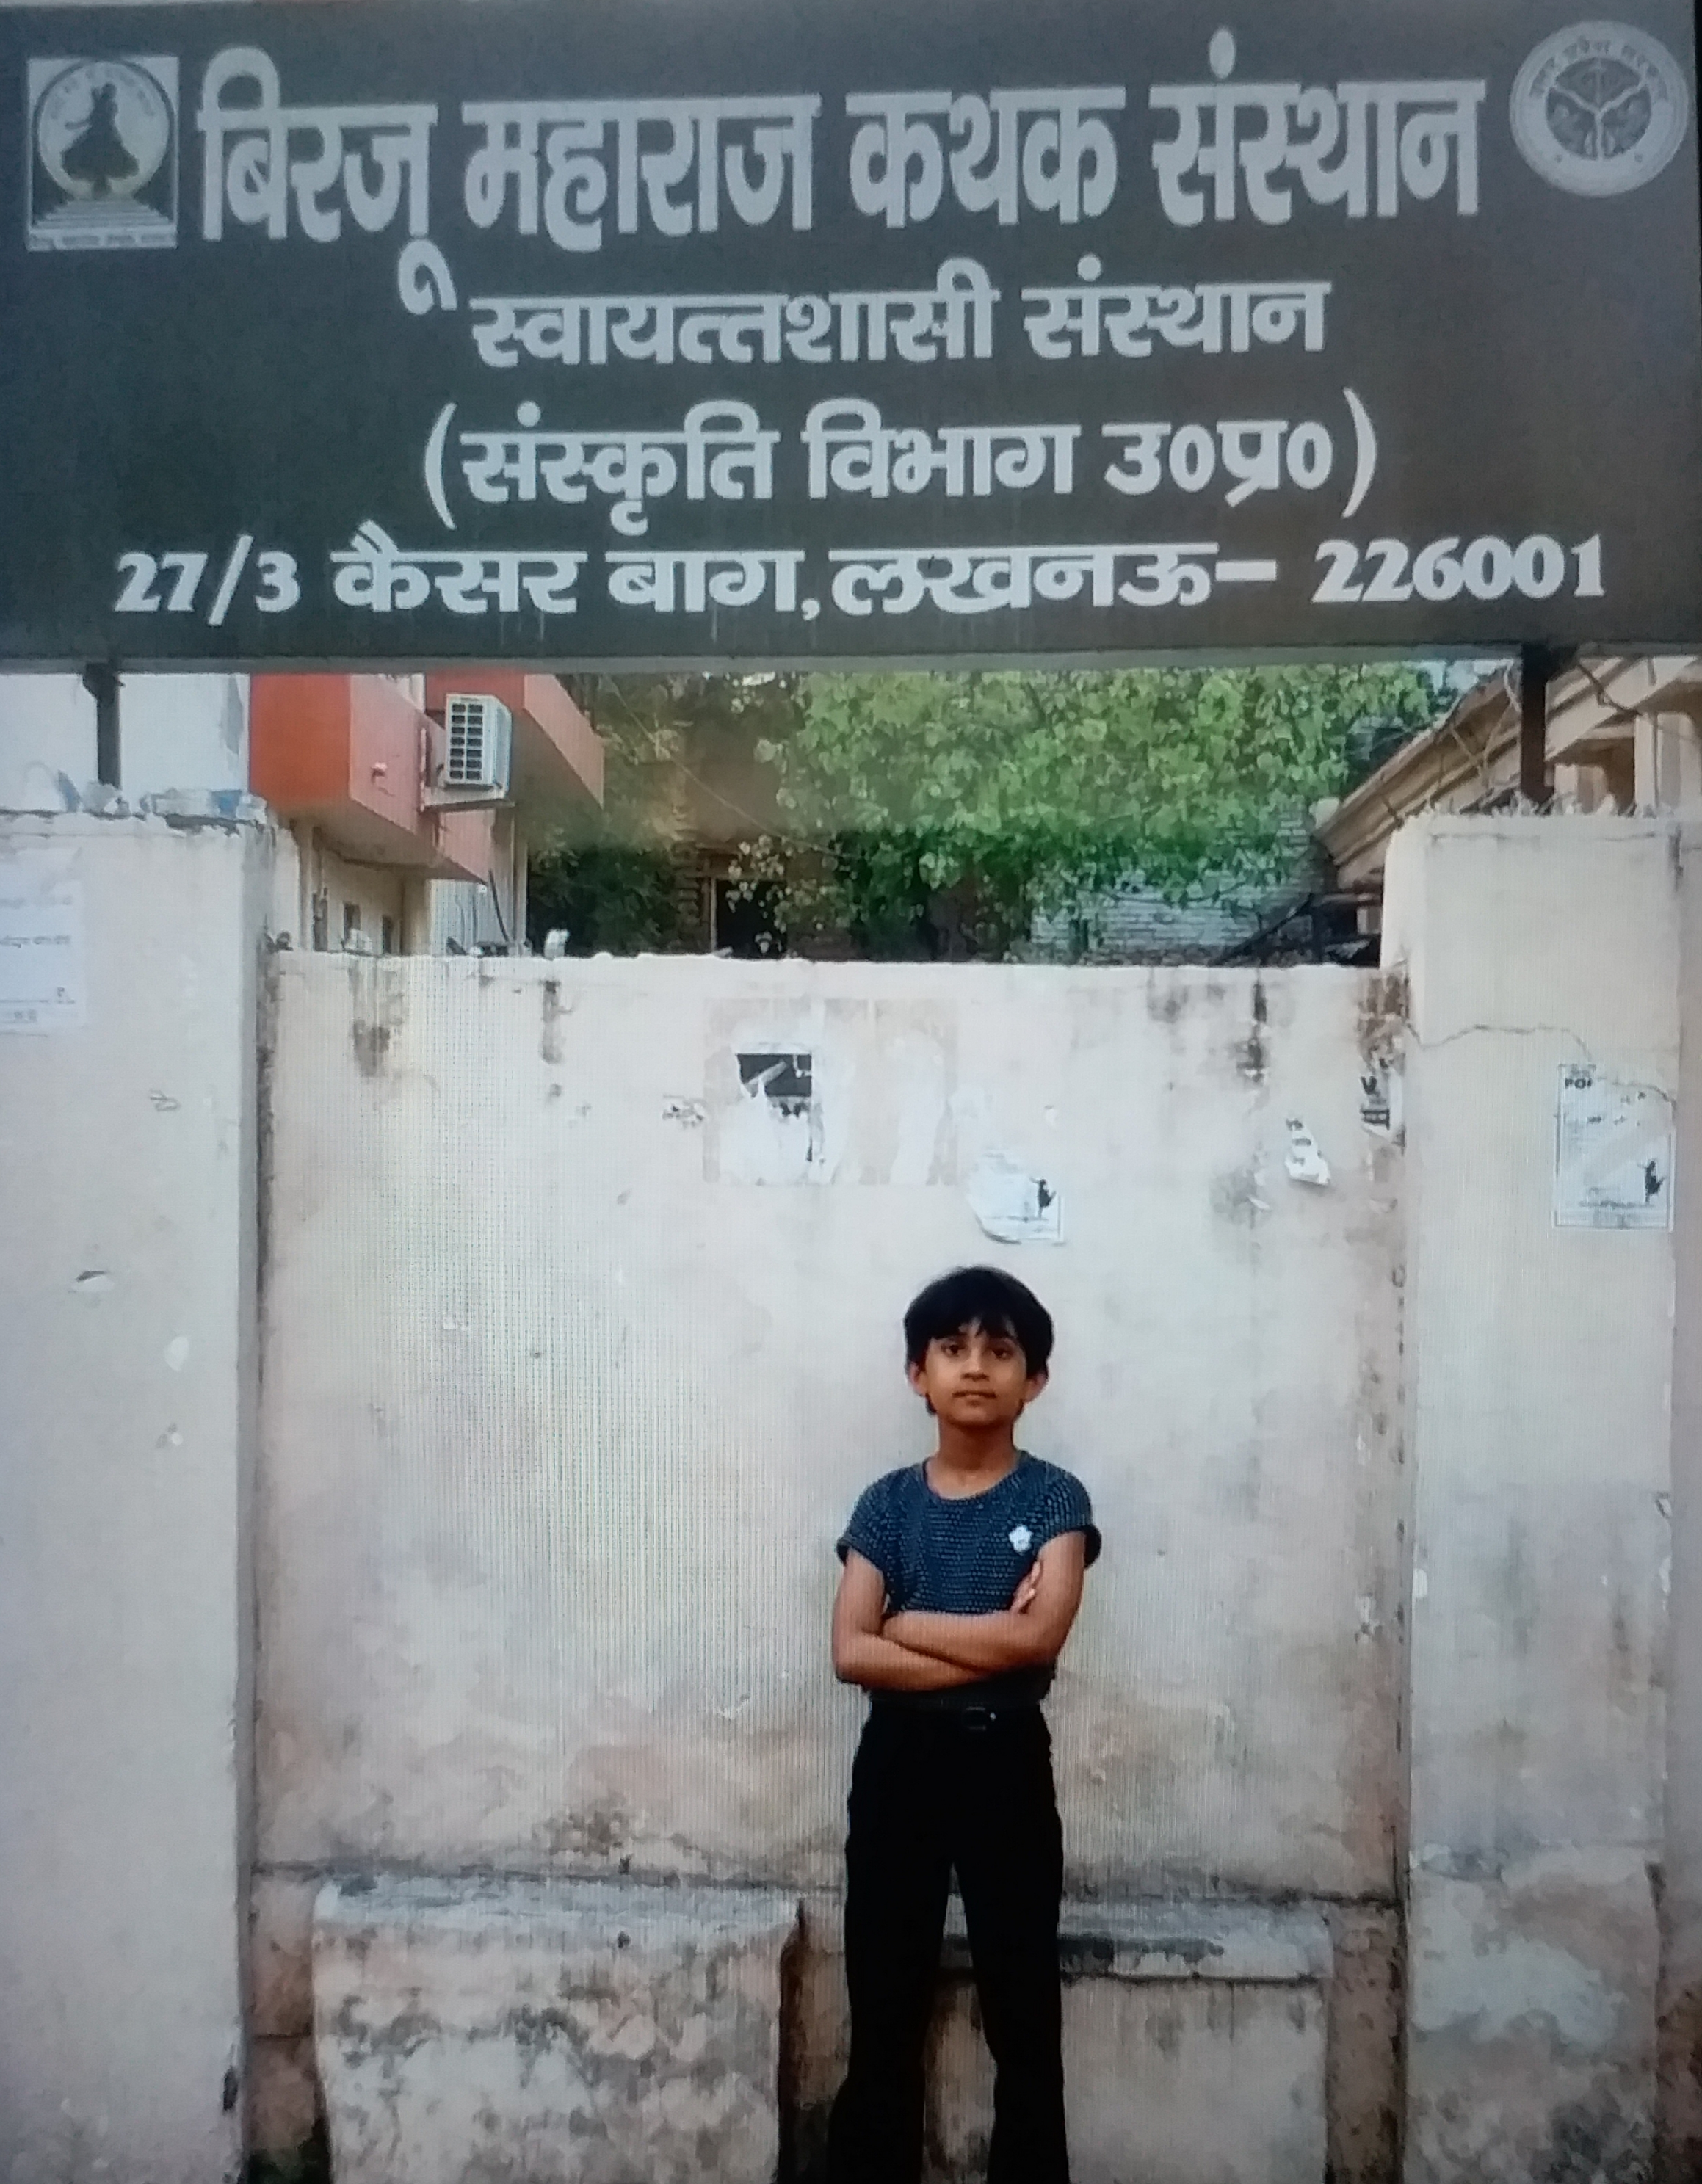 बिरजू महाराज कथक संस्थान
स्वायत्तशासी संस्थान
(संस्कृति विभाग उ०प्र०)
27/3 कैसर बाग, लखनऊ- 226001